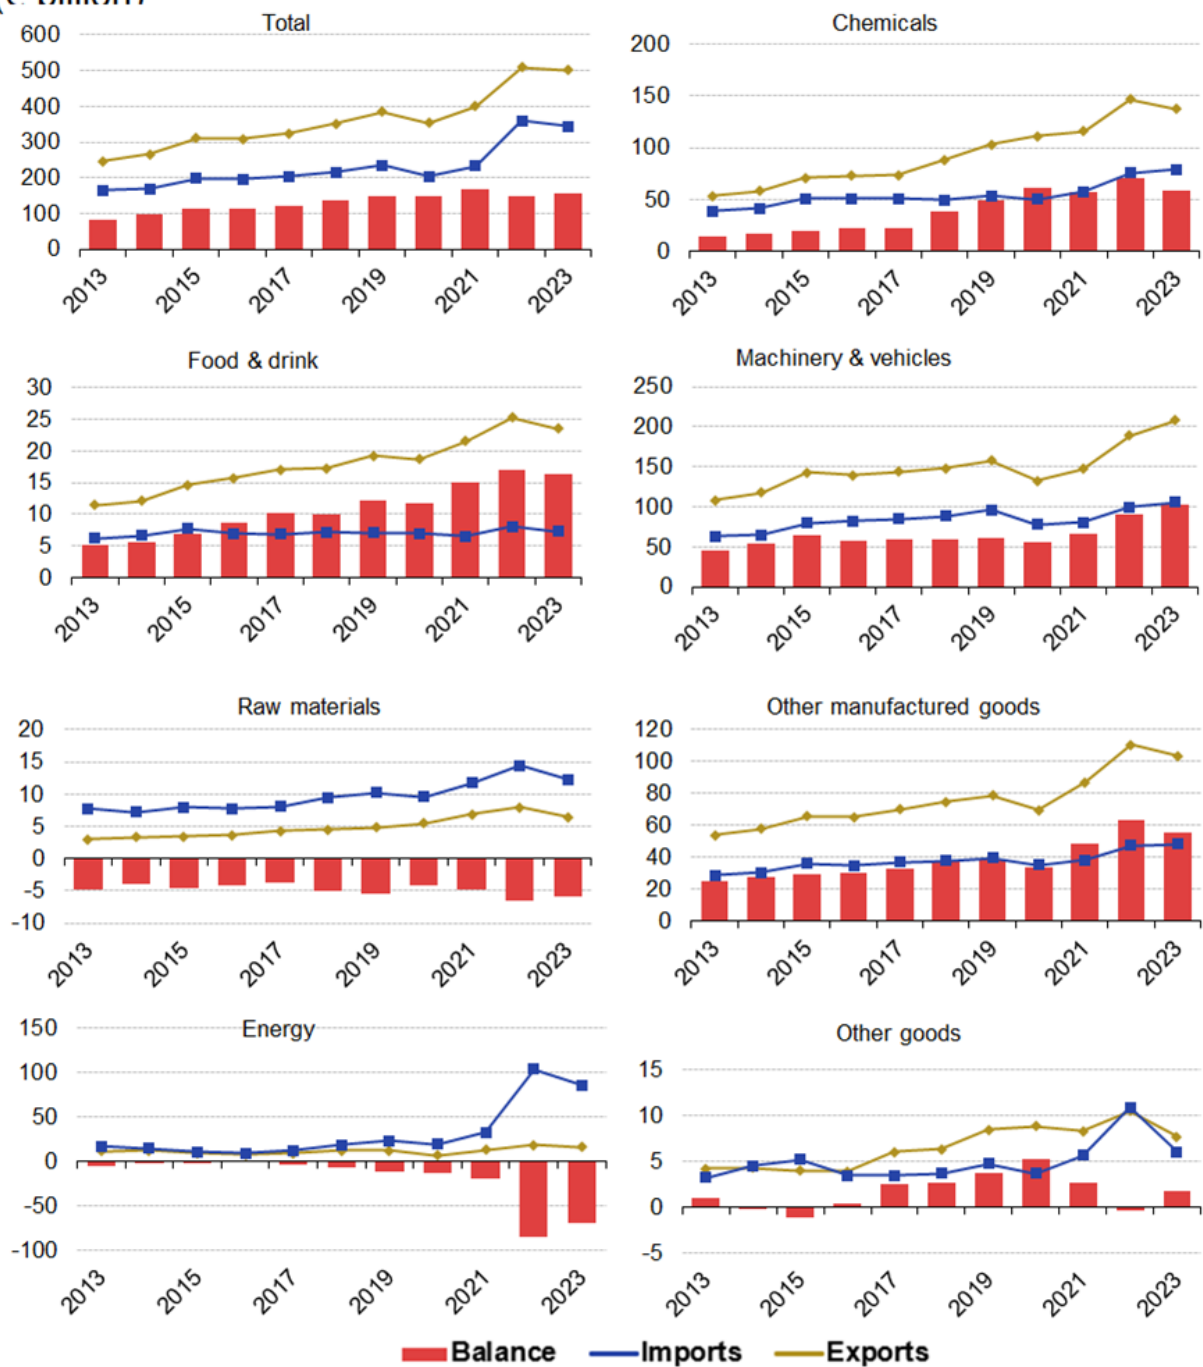 Total
600
500
400
300
200
100
0
2013 2015 2017 2019 2021 2023
Chemicals
200
150
100
50
0
2013 2015 2017 2019 2021 2023
Food & drink
30
25
20
15
10
5
0
2013 2015 2017 2019 2021 2023
Machinery & vehicles
250
200
150
100
50
0
2013 2015 2017 2019 2021 2023
Raw materials
20
15
10
5
0
-5
-10
2013 2015 2017 2019 2021 2023
Other manufactured goods
120
100
80
60
40
20
0
2013 2015 2017 2019 2021 2023
Energy
150
100
50
0
-50
-100
2013 2015 2017 2019 2021 2023
Other goods
15
10
5
0
-5
2013 2015 2017 2019 2021 2023
Balance Imports Exports